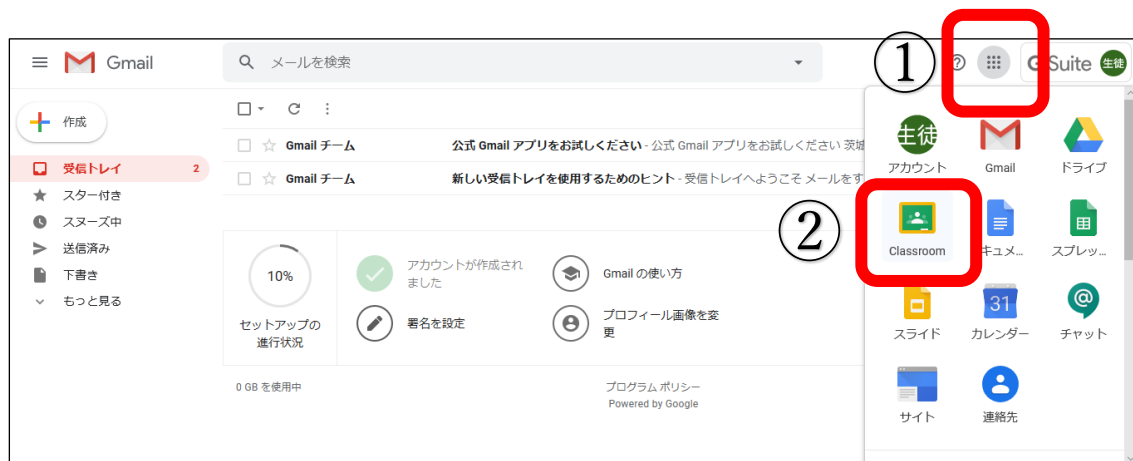 ①
Gmail
メールを検索
G Suite
生徒
作成
受信トレイ 2
スター付き
スヌーズ中
送信済み
下書き
もっと見る
Gmail チーム 公式 Gmail アプリをお試しください - 公式 Gmail アプリをお試しください 茨城
Gmail チーム 新しい受信トレイを使用するためのヒント - 受信トレイへようこそ メールをす
10%
セットアップの
進行状況
アカウントが作成され
ました
署名を設定
Gmail の使い方
プロフィール画像を変
更
0 GB を使用中
プログラム ポリシー
Powered by Google
生徒
アカウント
Gmail
ドライブ
②
Classroom
キュメ...
スプレッ...
スライド
31
カレンダー
チャット
サイト
連絡先